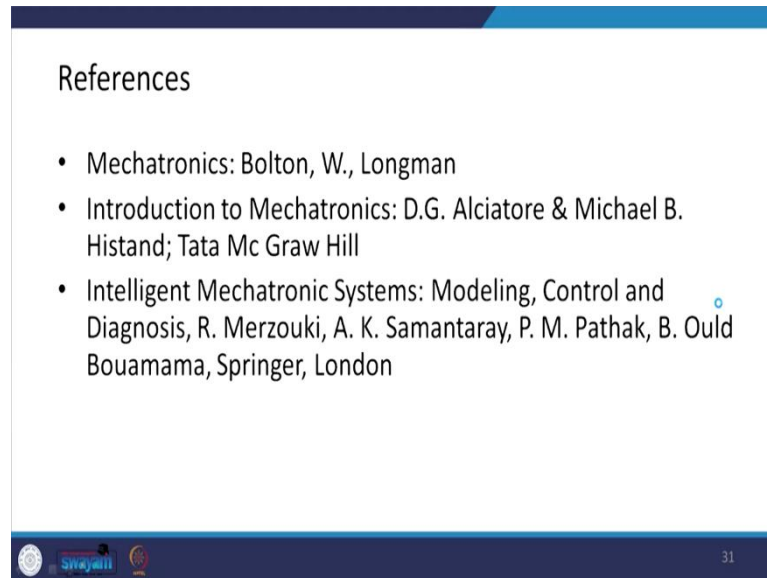 References
• Mechatronics: Bolton, W., Longman
• Introduction to Mechatronics: D.G. Alciatore & Michael B.
Histand; Tata Mc Graw Hill
• Intelligent Mechatronic Systems: Modeling, Control and
Diagnosis, R. Merzouki, A. K. Samantaray, P. M. Pathak, B. Ould
Bouamama, Springer, London
swayam
31